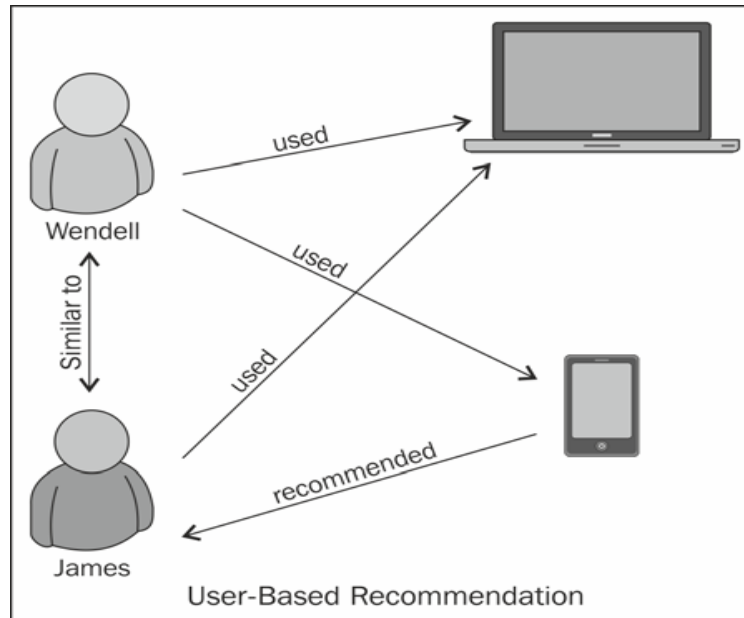 used
Wendell
used
Similar to
used
recommended
James
User-Based Recommendation